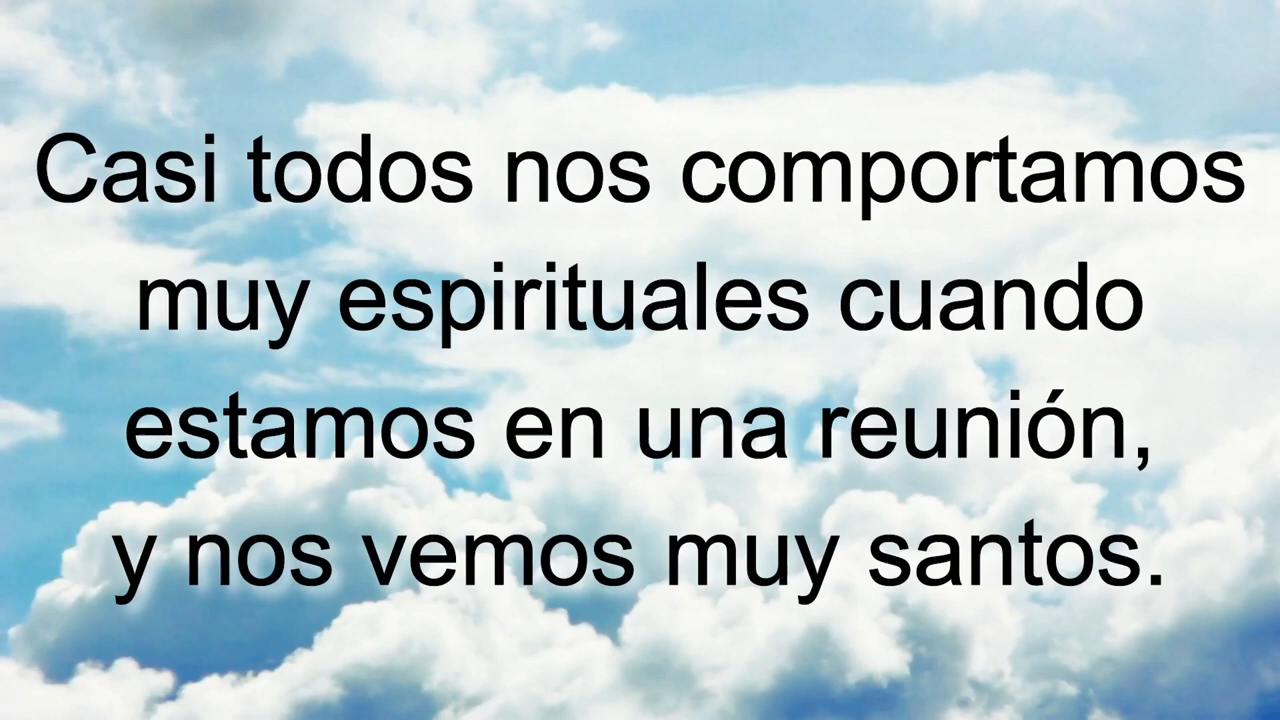 Casi todos nos comportamos
muy espirituales cuando
estamos en una reunión,
y nos vemos muy santos.